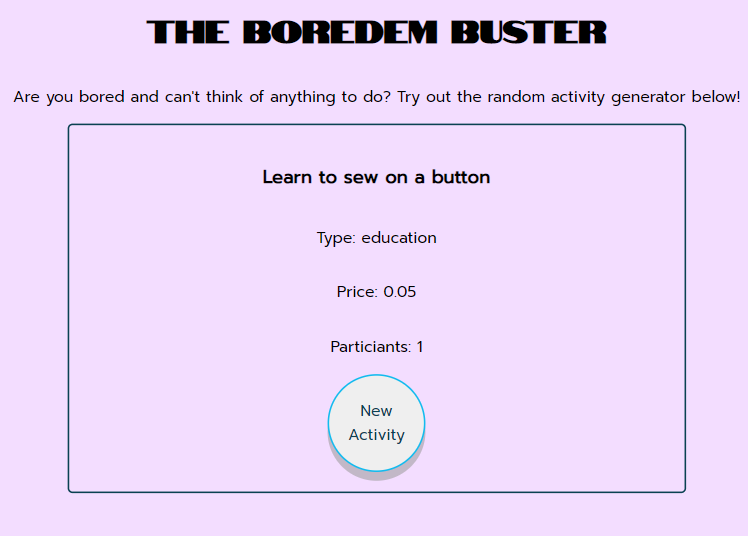 THE BOREDEM BUSTER
Are you bored and can't think of anything to do? Try out the random activity generator below!
Learn to sew on a button
Type: education
Price: 0.05
Particiants: 1
New
Activity